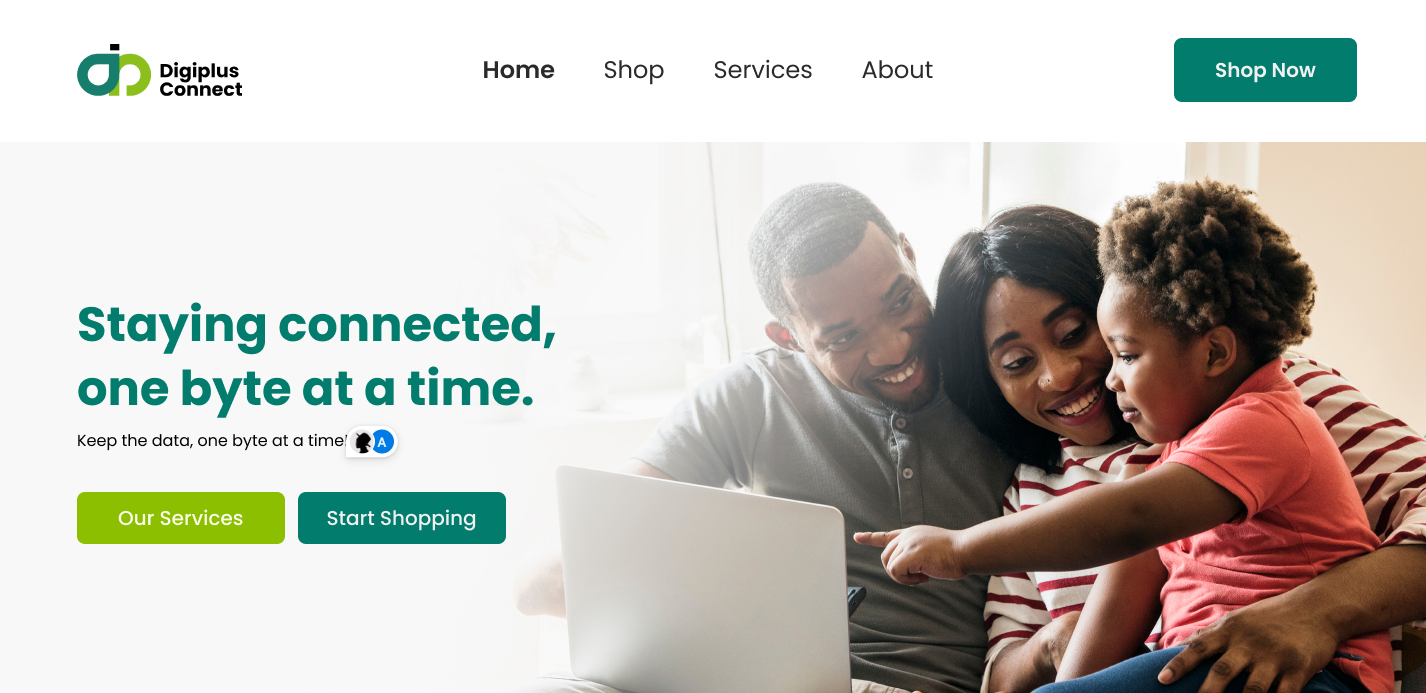 Digiplus
Connect
Home
Shop
Services
About
Shop Now
Staying connected,
one byte at a time.
Keep the data, one byte at a time!
A
Our Services
Start Shopping